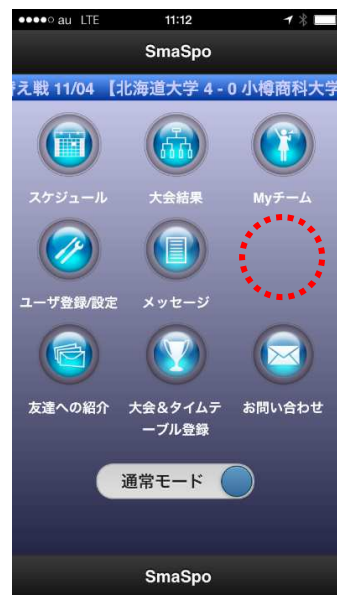 au LTE 11:12
SmaSpo
え戦 11/04 【北海道大学 4 - 0 小樽商科大学
スケジュール 大会結果 Myチーム
ユーザ登録/設定 メッセージ
友達への紹介 大会&タイムテ お問い合わせ
ーブル登録
通常モード
SmaSpo